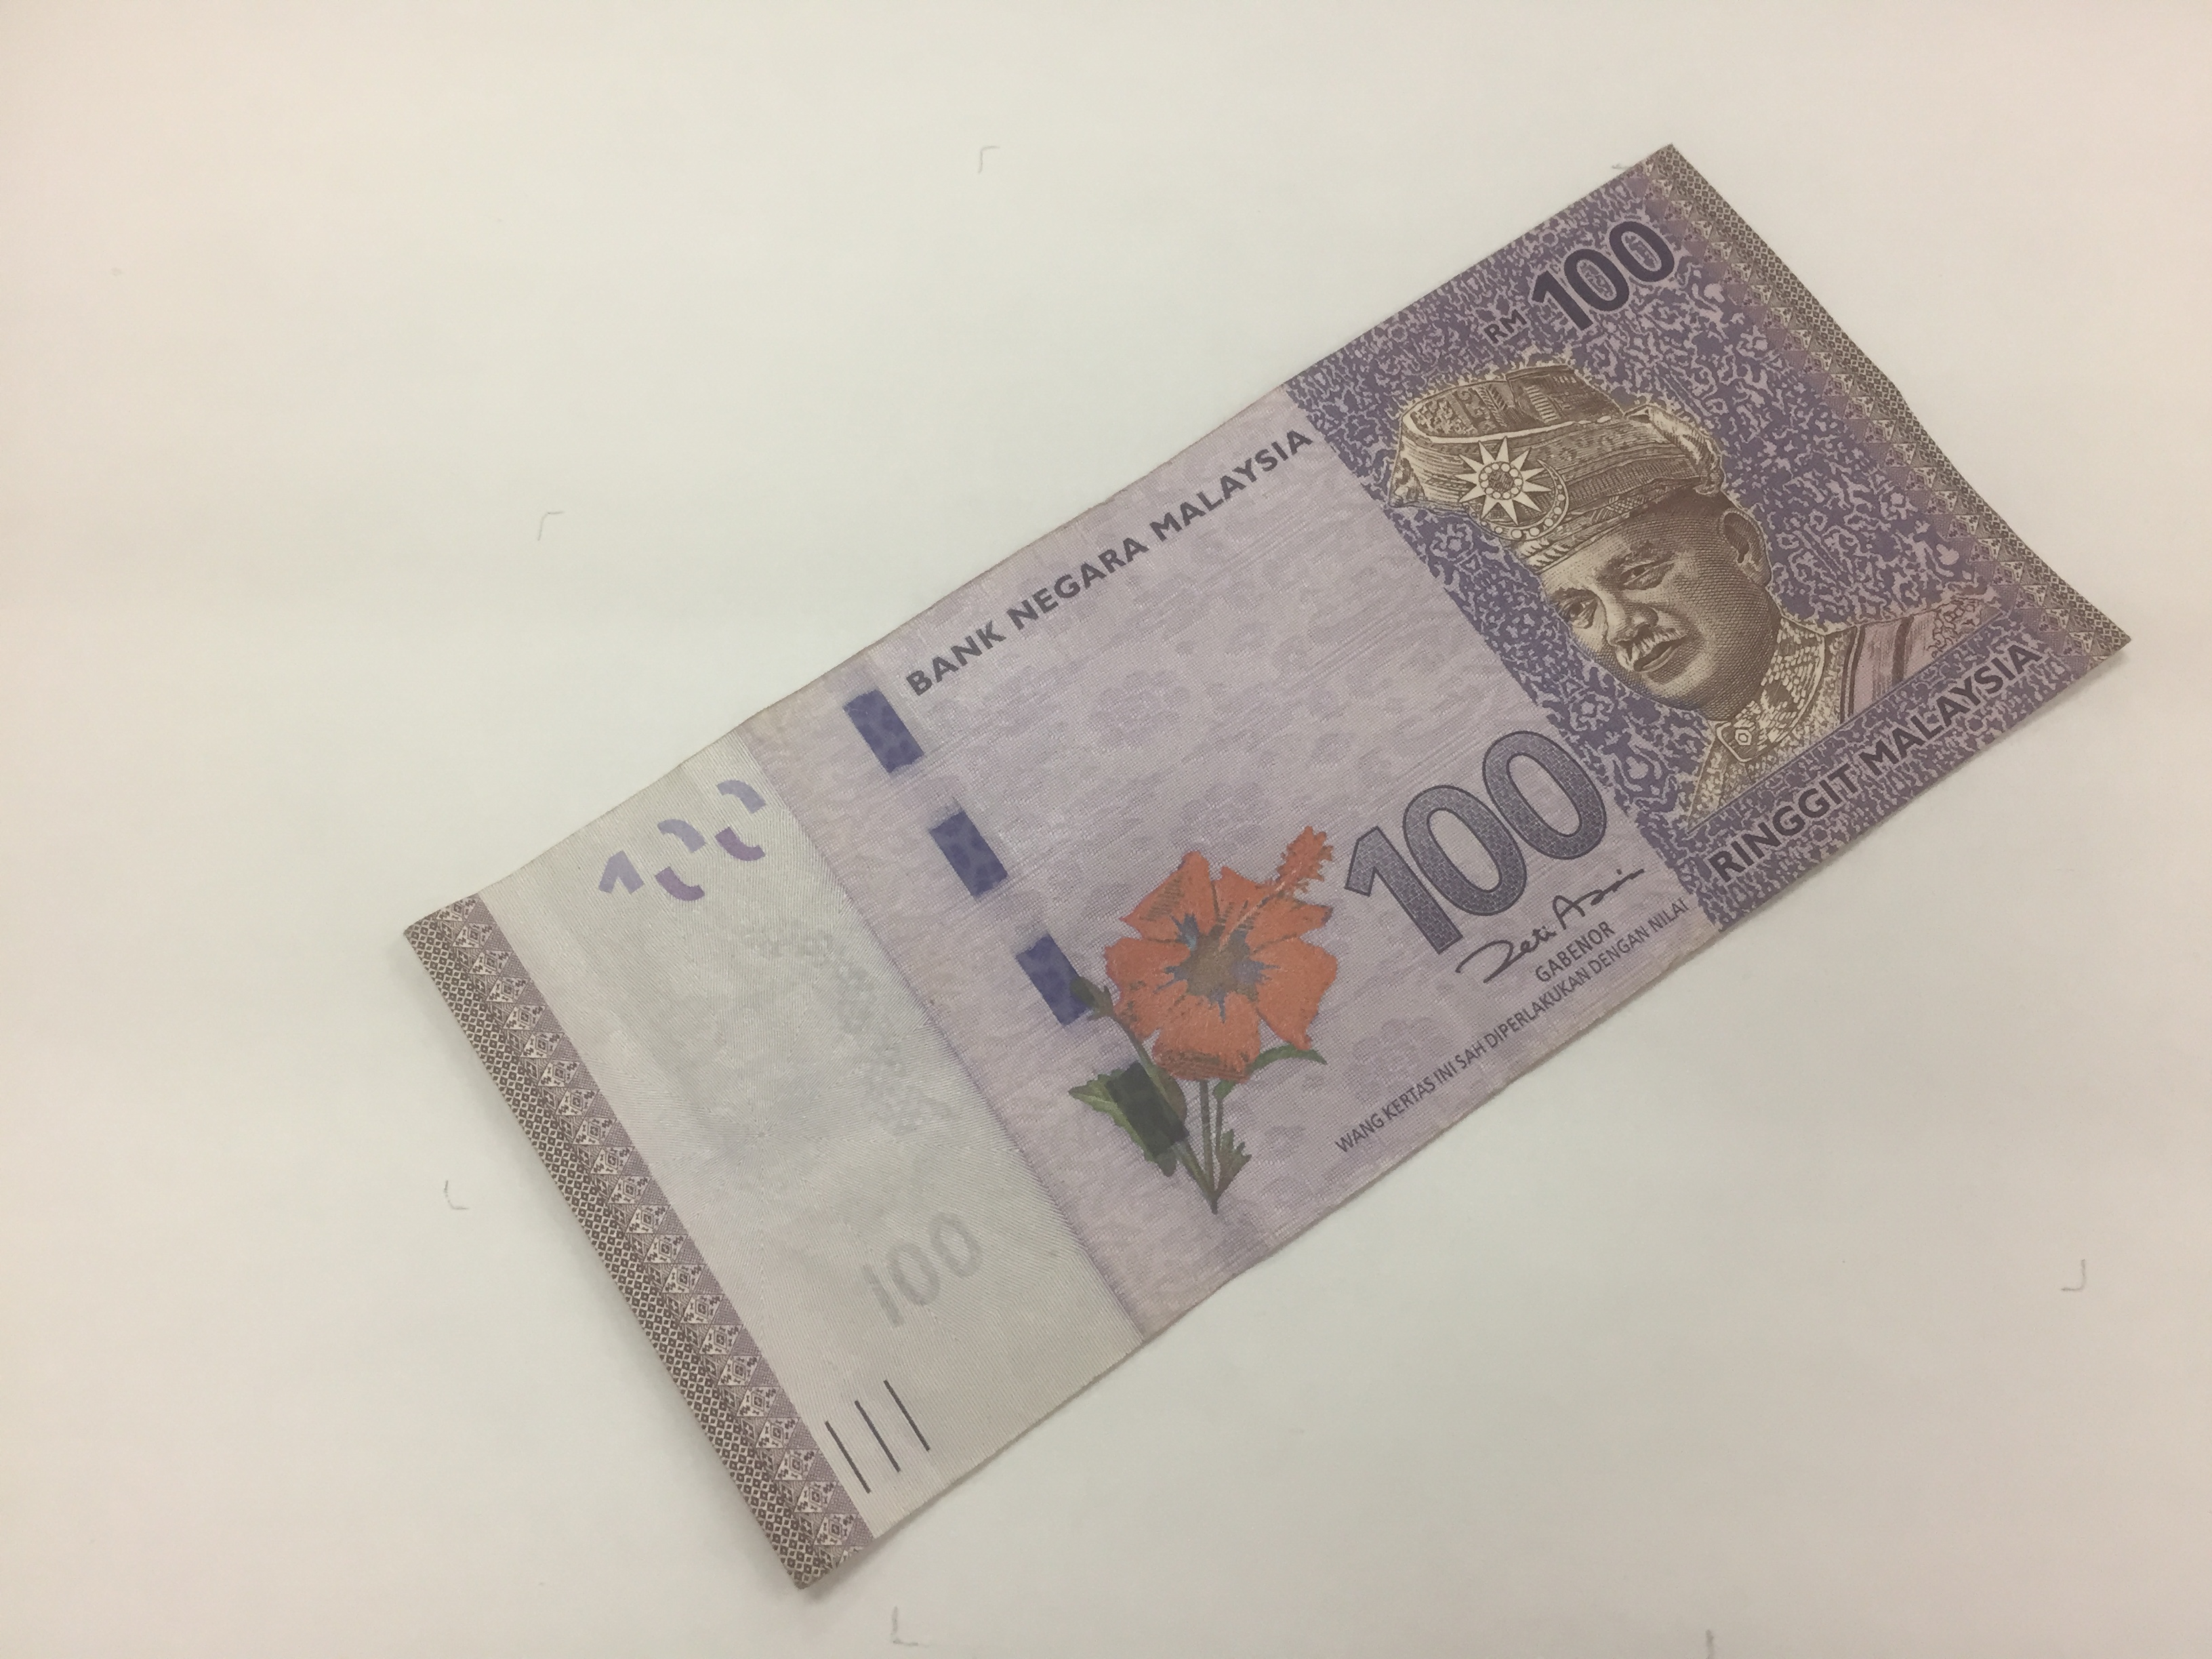 RM 100
BANK NEGARA MALAYSIA
100
100
Zeti Aziz
GABENOR
RINGGIT MALAYSIA
WANG KERTAS INI SAH DIPERLAKUKAN DENGAN NILAI
100